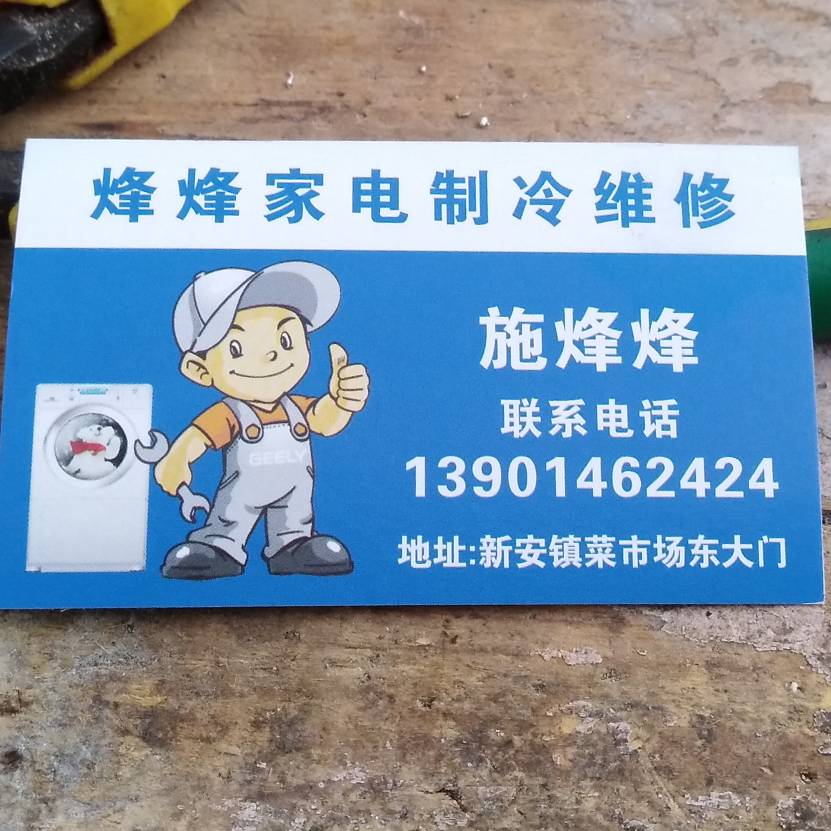 烽烽家电制冷维修
施烽烽
联系电话
13901462424
地址:新安镇菜市场东大门
GEELY